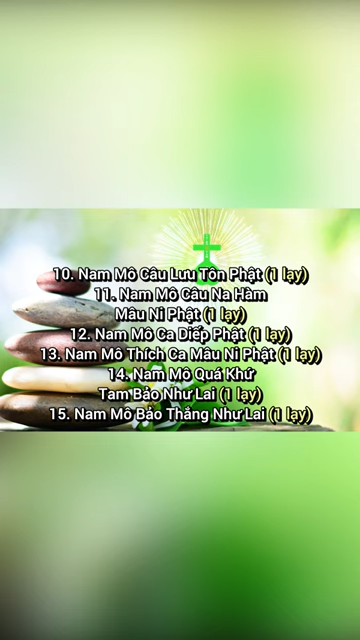 10. Nam Mô Câu Lưu Tôn Phật (1 lạy)
11. Nam Mô Câu Na Hàm
Mâu Ni Phật (1 lạy)
12. Nam Mô Ca Diếp Phật (1 lạy)
13. Nam Mô Thích Ca Mâu Ni Phật (1 lạy)
14. Nam Mô Quá Khứ
Tam Bảo Như Lai (1 lạy)
15. Nam Mô Bảo Thắng Như Lai (1 lạy)